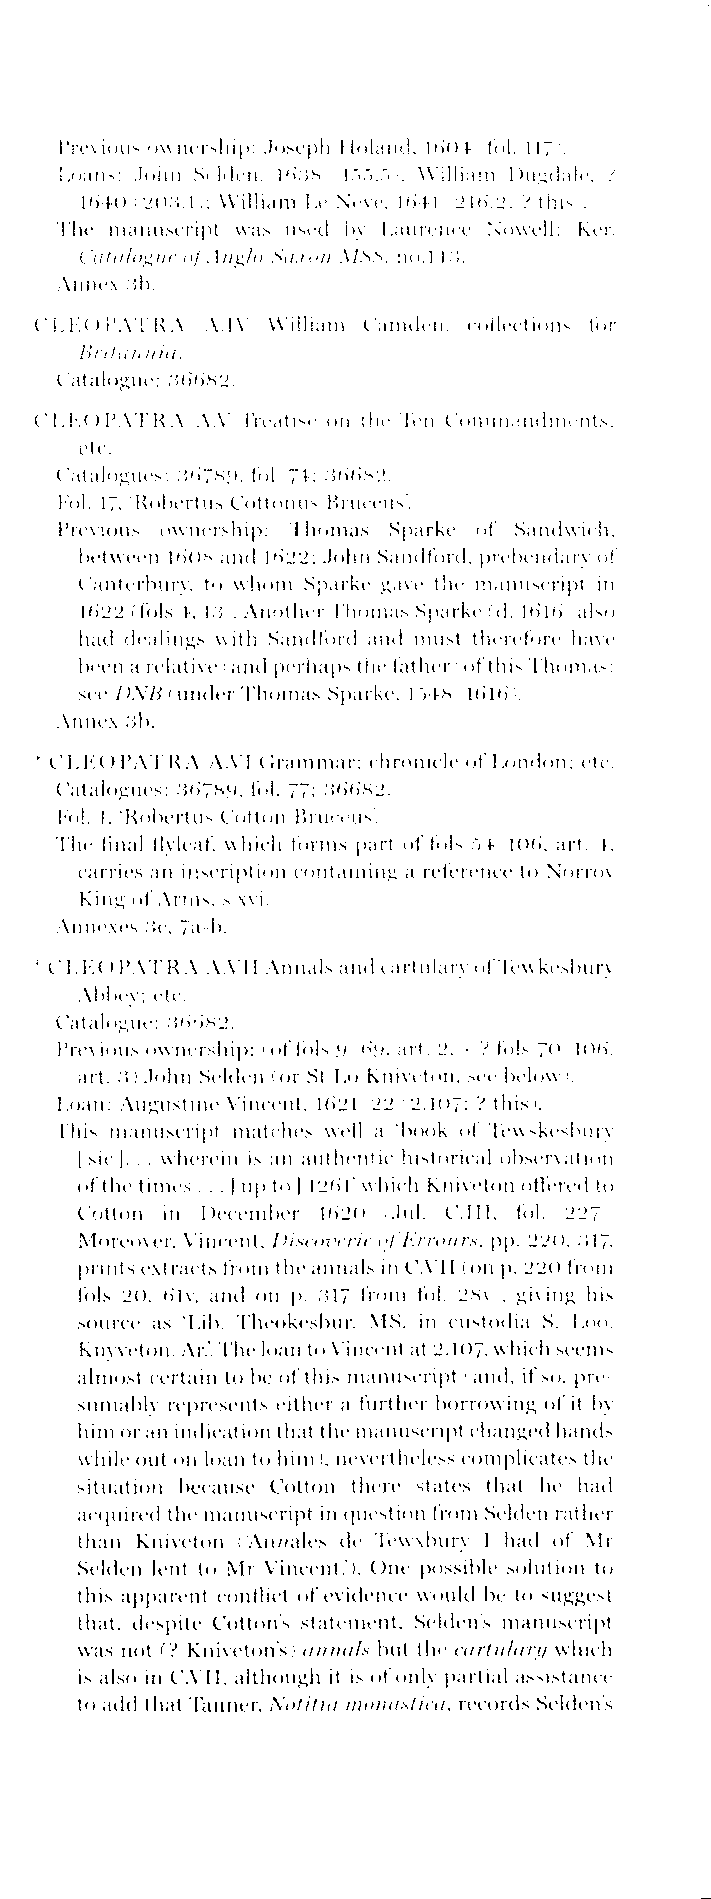 Previous ownership: Joseph Holand, 1604 (fol. 117v).
Loans: John Selden, 1638 (155.5); William Dugdale, ?
1640 (203.1); William Le Neve, 1641 (216.2, ? this).
The manuscript was used by Laurence Nowell: Ker,
Catalogue of Anglo-Saxon MSS, no.143.
Annex 3b.
CLEOPATRA A.IV William Camden, collections for
Britannia.
Catalogue: 36682.
CLEOPATRA A.V Treatise on the Ten Commandments,
etc.
Catalogues: 36789, fol. 74; 36682.
Fol. 17, 'Robertus Cottonus Bruceus'.
Previous ownership: Thomas Sparke of Sandwich,
between 1608 and 1622; John Sandford, prebendary of
Canterbury, to whom Sparke gave the manuscript in
1622 (fols 4, 13). Another Thomas Sparke (d. 1616) also
had dealings with Sandford and must therefore have
been a relative (and perhaps the father) of this Thomas:
see DNB (under Thomas Sparke, 1548–1616).
Annex 3b.
* CLEOPATRA A.VI Grammar; chronicle of London; etc.
Catalogues: 36789, fol. 77; 36682.
Fol. 4, 'Robertus Cotton Bruceus'.
The final flyleaf, which forms part of fols 54–106, art. 4,
carries an inscription containing a reference to Norroy
King of Arms, s.xvi.
Annexes 3e, 7a-b.
* CLEOPATRA A.VII Annals and cartulary of Tewkesbury
Abbey; etc.
Catalogue: 36682.
Previous ownership: (of fols 9–69, art. 2, + ? fols 70–106,
art. 3) John Selden (or St Lo Kniveton, see below).
Loan: Augustine Vincent, 1621–22 (2.107: ? this).
This manuscript matches well a 'book of Tewskesbury
[sic] . . . wherein is an authentic historical observation
of the times . . . [up to] 1261' which Kniveton offered to
Cotton in December 1620 (Jul. C.III, fol. 227).
Moreover, Vincent, Discoverie of Errours, pp. 220, 317,
prints extracts from the annals in C.VII (on p. 220 from
fols 20, 61v, and on p. 317 from fol. 28v), giving his
source as 'Lib. Theokesbur. MS. in custodia S. Loo.
Knyveton. Ar.'. The loan to Vincent at 2.107, which seems
almost certain to be of this manuscript (and, if so, pre-
sumably represents either a further borrowing of it by
him or an indication that the manuscript changed hands
while out on loan to him), nevertheless complicates the
situation because Cotton there states that he had
acquired the manuscript in question from Selden rather
than Kniveton ('Annales de Tewxbury I had of Mr
Selden lent to Mr Vincent.'). One possible solution to
this apparent conflict of evidence would be to suggest
that, despite Cotton's statement, Selden's manuscript
was not (? Kniveton's) annals but the cartulary which
is also in C.VII, although it is of only partial assistance
to add that Tanner, Notitia monastica, records Selden's